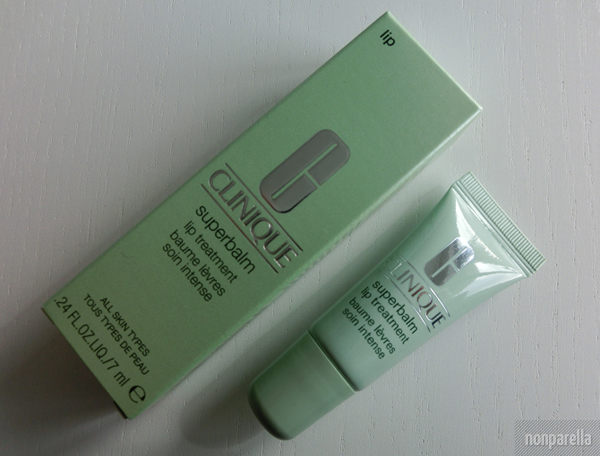 lip
CLINIQUE
superbalm
lip treatment
baume lèvres
soin intense
ALL SKIN TYPES
TOUS TYPES DE PEAU
.24 FL.OZ.LIQ./7 ml e
INIQUE
superbalm
lip treatment
baume lèvres
soin intense
nonparella